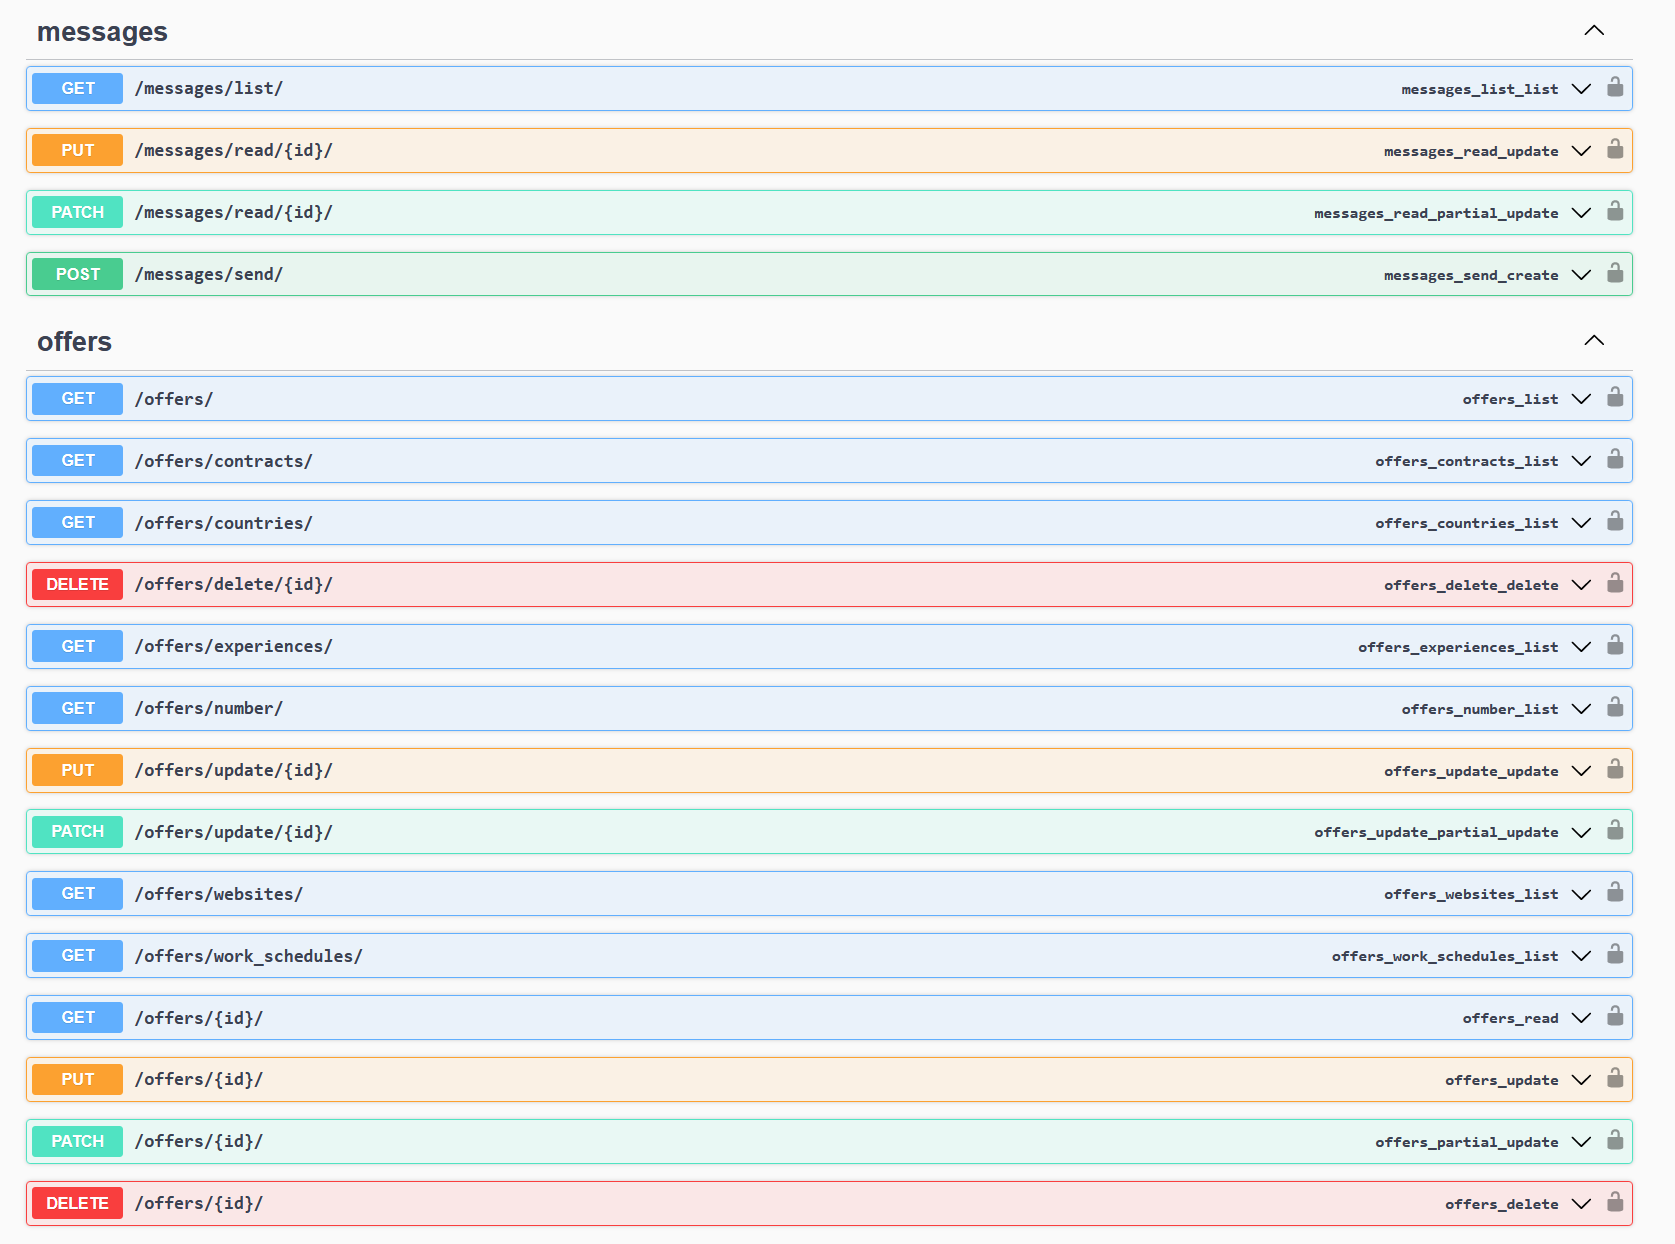 messages
GET /messages/list/ messages_list_list
PUT /messages/read/{id}/ messages_read_update
PATCH /messages/read/{id}/ messages_read_partial_update
POST /messages/send/ messages_send_create
offers
GET /offers/ offers_list
GET /offers/contracts/ offers_contracts_list
GET /offers/countries/ offers_countries_list
DELETE /offers/delete/{id}/ offers_delete_delete
GET /offers/experiences/ offers_experiences_list
GET /offers/number/ offers_number_list
PUT /offers/update/{id}/ offers_update_update
PATCH /offers/update/{id}/ offers_update_partial_update
GET /offers/websites/ offers_websites_list
GET /offers/work_schedules/ offers_work_schedules_list
GET /offers/{id}/ offers_read
PUT /offers/{id}/ offers_update
PATCH /offers/{id}/ offers_partial_update
DELETE /offers/{id}/ offers_delete